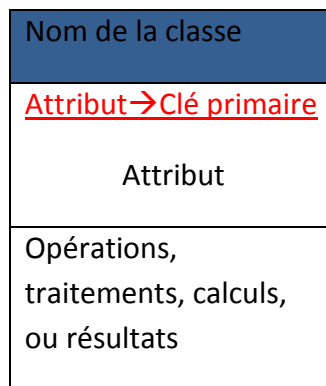 Nom de la classe
Attribut→Clé primaire
Attribut
Opérations,
traitements, calculs,
ou résultats